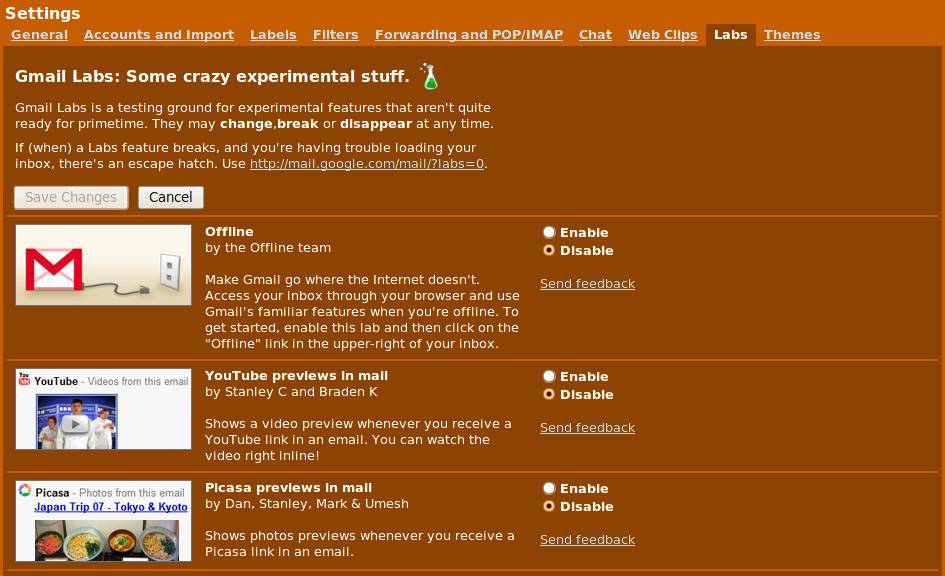 Settings
General Accounts and Import Labels Filters Forwarding and POP/IMAP Chat Web Clips Labs Themes
Gmail Labs: Some crazy experimental stuff.
Gmail Labs is a testing ground for experimental features that aren't quite
ready for primetime. They may change,break or disappear at any time.
If (when) a Labs feature breaks, and you're having trouble loading your
inbox, there's an escape hatch. Use http://mail.google.com/mail/?labs=0.
Save Changes Cancel
Offline
by the Offline team
Make Gmail go where the Internet doesn't.
Access your inbox through your browser and use
Gmail's familiar features when you're offline. To
get started, enable this lab and then click on the
"Offline" link in the upper-right of your inbox.
Enable
Disable
Send feedback
You
Tube
YouTube - Videos from this email
YouTube previews in mail
by Stanley C and Braden K
Shows a video preview whenever you receive a
YouTube link in an email. You can watch the
video right inline!
Enable
Disable
Send feedback
Picasa - Photos from this email
Japan Trip 07 - Tokyo & Kyoto
Picasa previews in mail
by Dan, Stanley, Mark & Umesh
Shows photos previews whenever you receive a
Picasa link in an email.
Enable
Disable
Send feedback